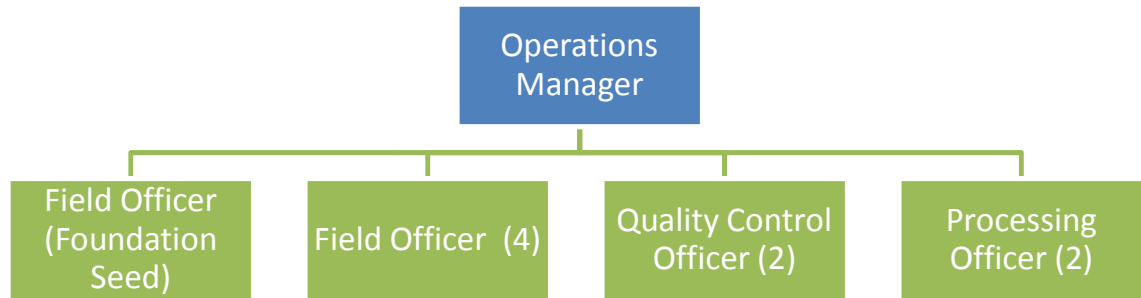 Operations
Manager
Field Officer
(Foundation
Seed)
Field Officer  (4)
Quality Control
Officer (2)
Processing
Officer (2)